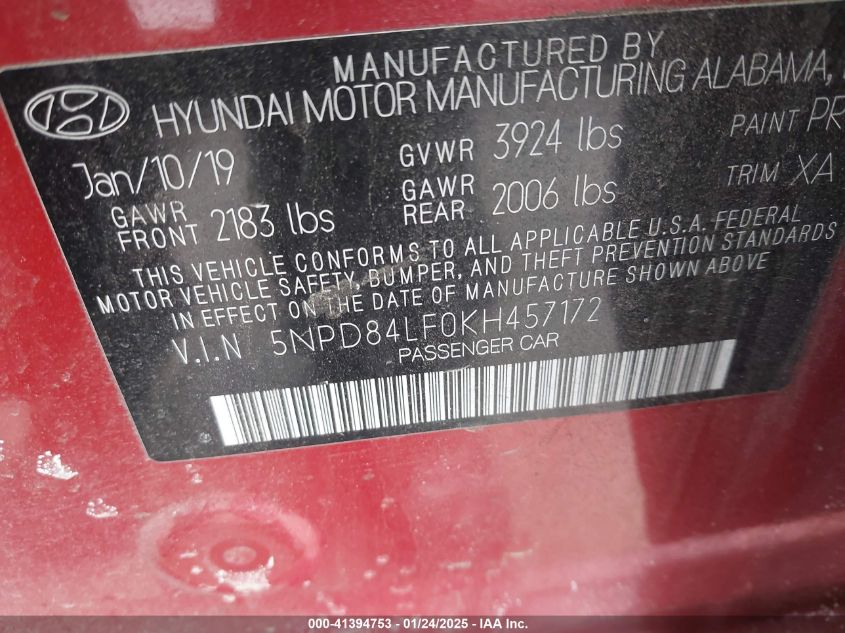 MANUFACTURED BY
HYUNDAI MOTOR MANUFACTURING ALABAMA,
Jan/10/19 GVWR 3924 lbs PAINT PR
GAWR FRONT 2183 lbs GAWR REAR 2006 lbs TRIM XA
THIS VEHICLE CONFORMS TO ALL APPLICABLE U.S.A. FEDERAL
MOTOR VEHICLE SAFETY, BUMPER, AND THEFT PREVENTION STANDARDS
IN EFFECT ON THE DATE OF MANUFACTURE SHOWN ABOVE
V.I.N 5NPD84LF0KH457172
PASSENGER CAR
000-41394753 — 01/24/2025 — IAA Inc.